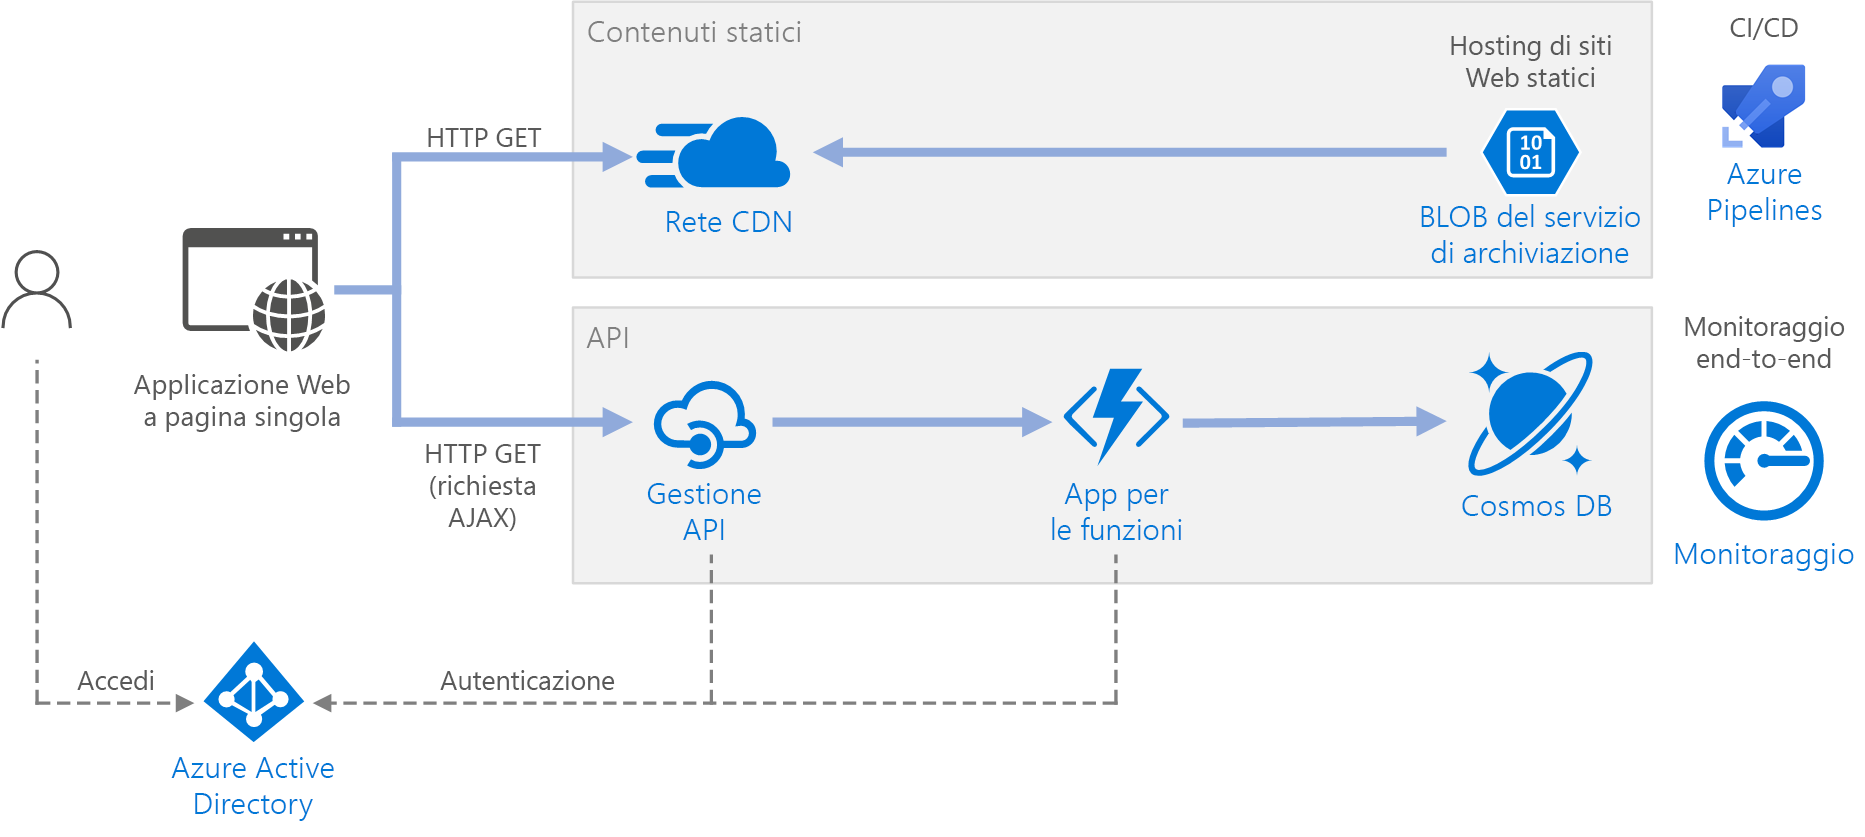 Contenuti statici
Hosting di siti
Web statici
CI/CD
HTTP GET
10
01
Rete CDN
BLOB del servizio
di archiviazione
Azure
Pipelines
Applicazione Web
a pagina singola
API
Monitoraggio
end-to-end
HTTP GET
(richiesta
AJAX)
Gestione
API
App per
le funzioni
Cosmos DB
Monitoraggio
Accedi
Autenticazione
Azure Active
Directory